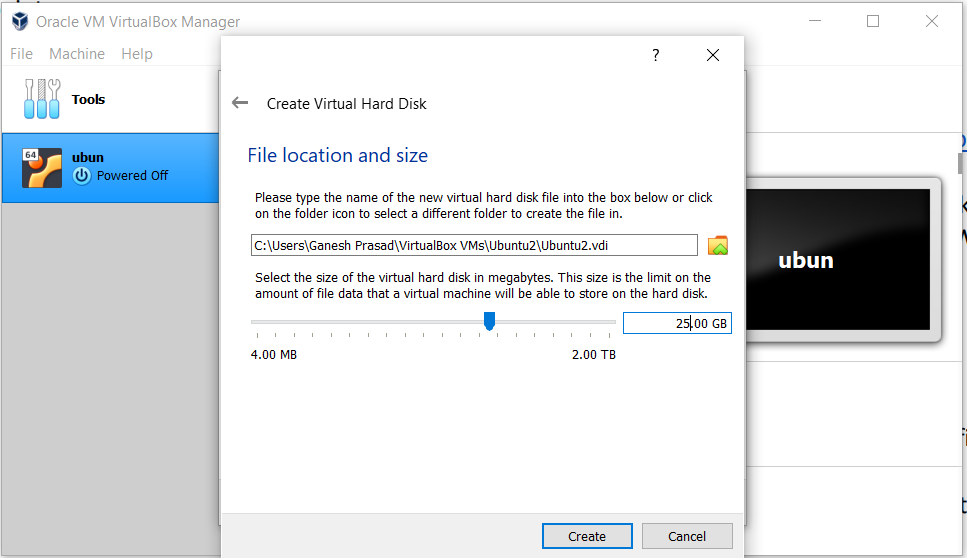 Oracle VM VirtualBox Manager
File Machine Help
Tools
64
ubun
Powered Off
?
Create Virtual Hard Disk
File location and size
Please type the name of the new virtual hard disk file into the box below or click
on the folder icon to select a different folder to create the file in.
C:\Users\Ganesh Prasad\VirtualBox VMs\Ubuntu2\Ubuntu2.vdi
Select the size of the virtual hard disk in megabytes. This size is the limit on the
amount of file data that a virtual machine will be able to store on the hard disk.
25.00 GB
4.00 MB 2.00 TB
ubun
Create Cancel